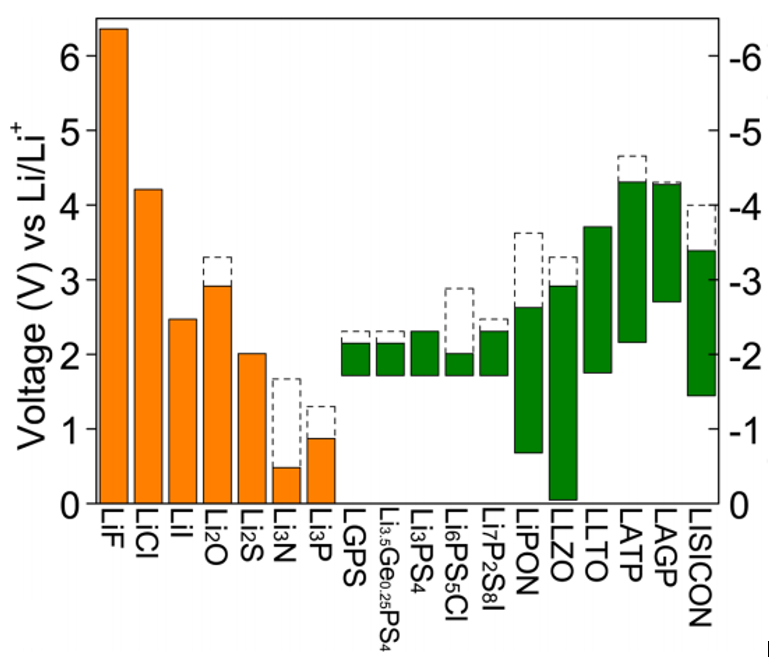 Voltage (V) vs Li/Li⁺
6
5
4
3
2
1
0
-6
-5
-4
-3
-2
-1
0
LiF
LiCl
LiI
Li₂O
Li₂S
Li₃N
Li₃P
LGPS
Li₃.₅Ge₀.₂₅PS₄
Li₃PS₄
Li₆PS₅Cl
Li₇P₂S₈I
LiPON
LLZO
LLTO
LATP
LAGP
LISICON